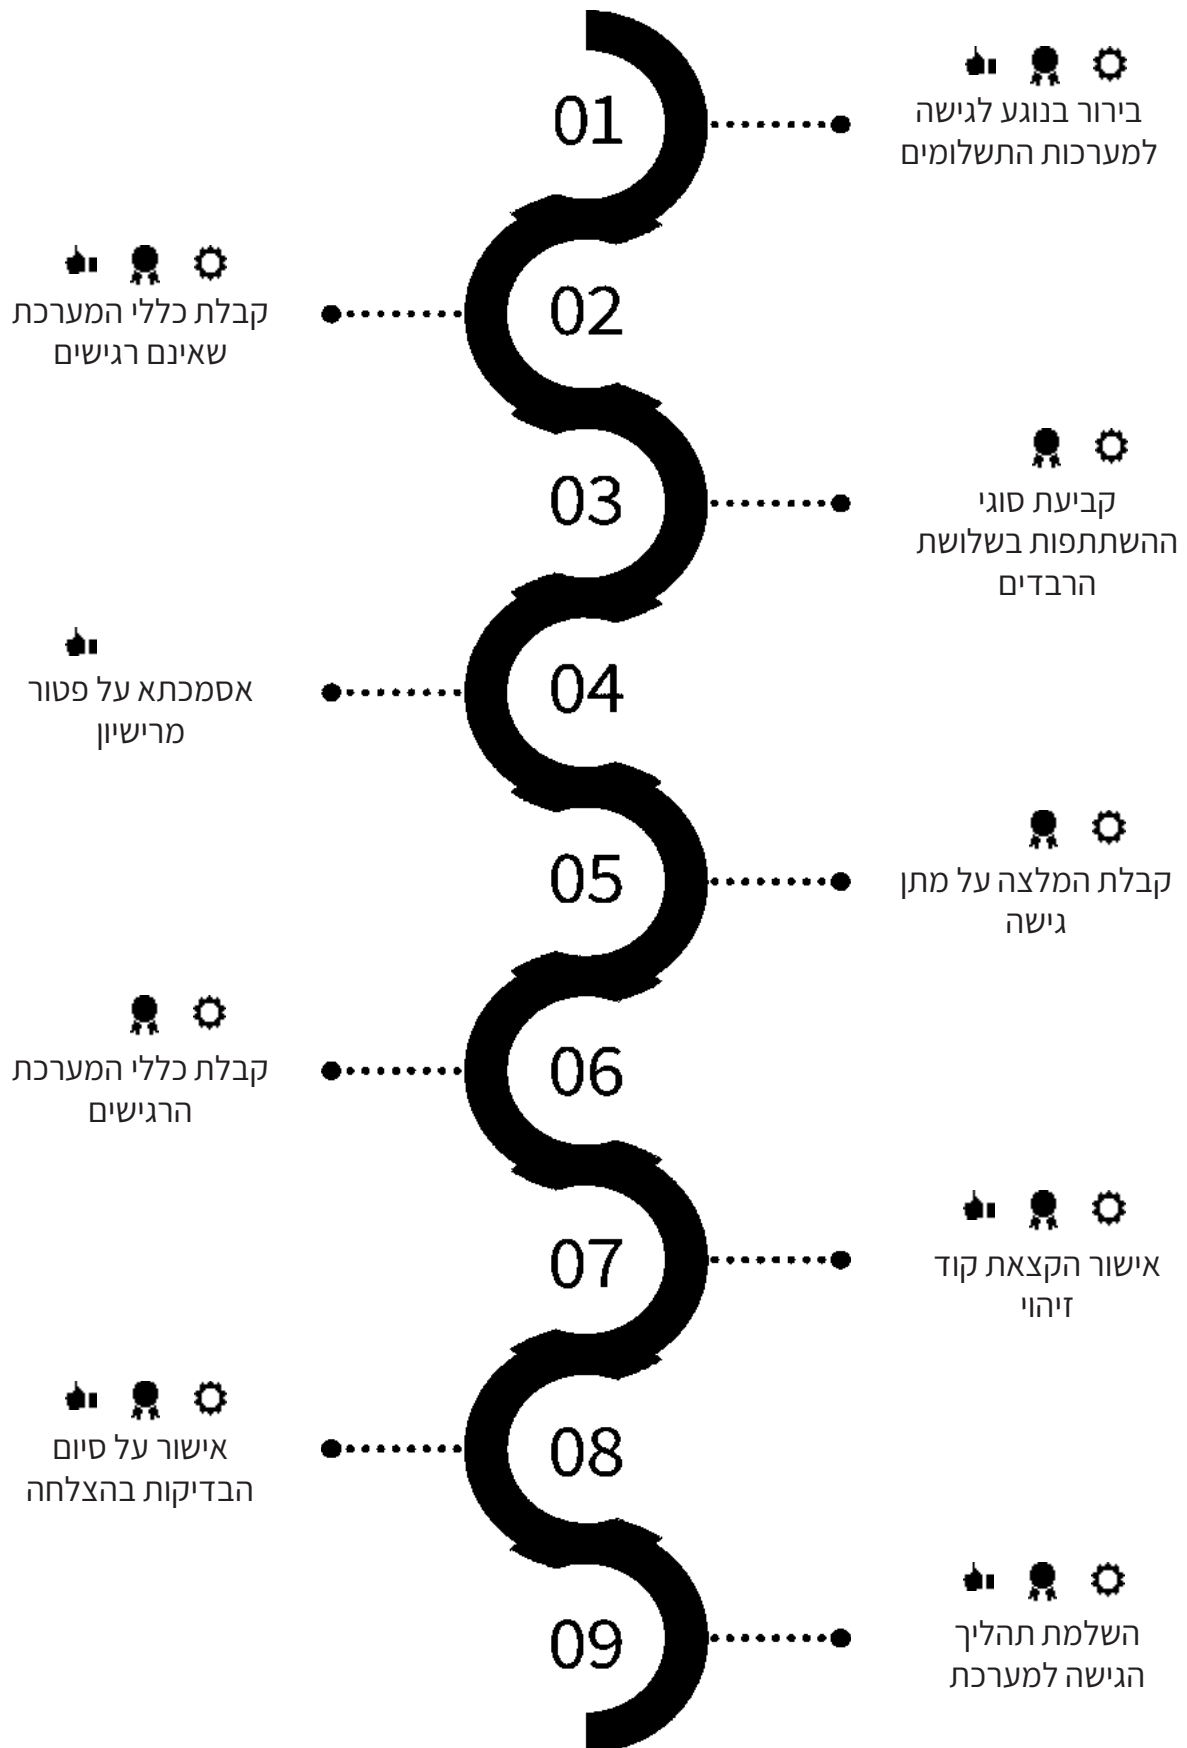 01
בירור בנוגע לגישה
למערכות התשלומים
02
קבלת כללי המערכת
שאינם רגישים
03
קביעת סוגי
ההשתתפות בשלושת
הרבדים
04
אסמכתא על פטור
מרישיון
05
קבלת המלצה על מתן
גישה
06
קבלת כללי המערכת
הרגישים
07
אישור הקצאת קוד
זיהוי
08
אישור על סיום
הבדיקות בהצלחה
09
השלמת תהליך
הגישה למערכת